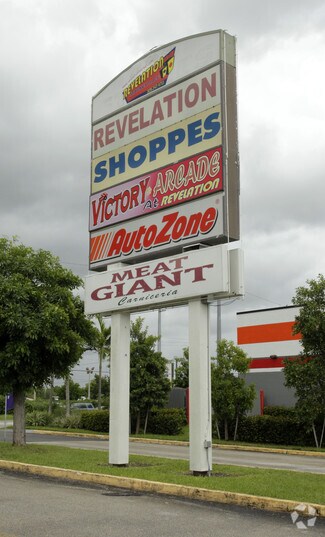 REVELATION
REVELATION
SHOPPES
VICTORY ARCADE
At REVELATION
AutoZone
MEAT
GIANT
Carniceria